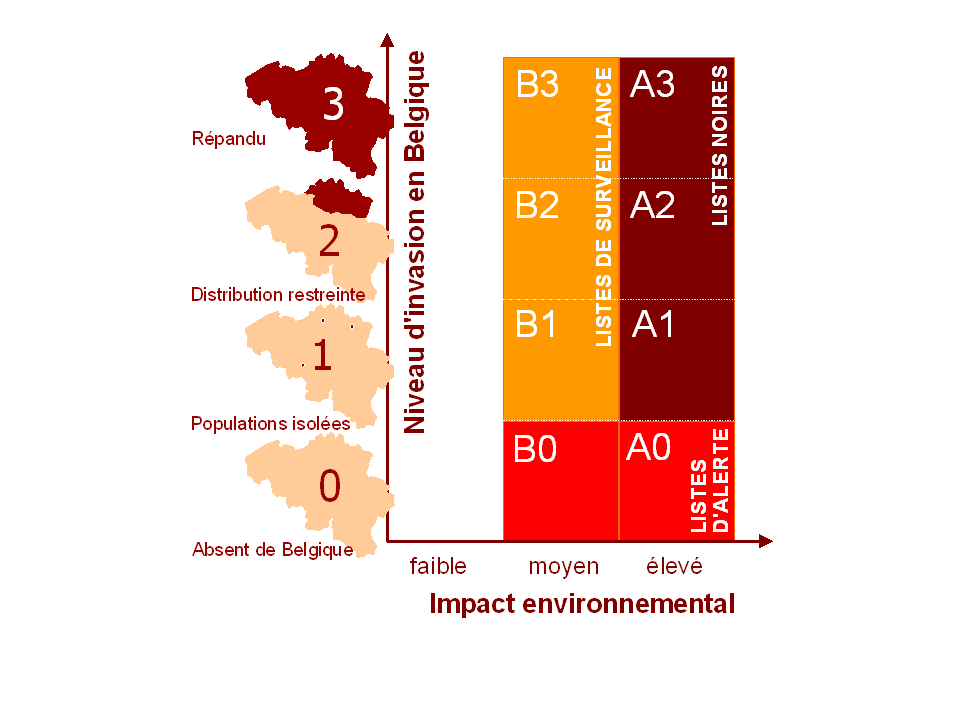 3
Répandu
2
Distribution restreinte
1
Populations isolées
0
Absent de Belgique
Niveau d'invasion en Belgique
B3
A3
B2
A2
B1
A1
B0
A0
LISTES DE SURVEILLANCE
LISTES NOIRES
LISTES
D'ALERTE
faible
moyen
élevé
Impact environnemental